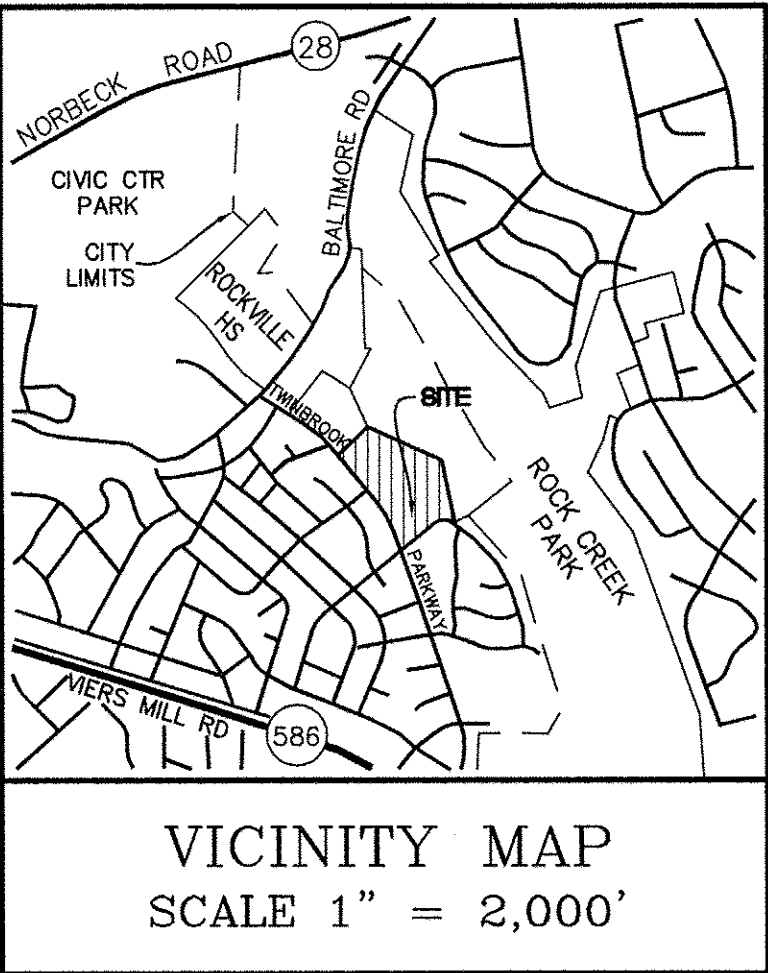 NORBECK ROAD
28
BALTIMORE RD
CIVIC CTR
PARK
CITY
LIMITS
ROCKVILLE
HS
TWINBROOK
SITE
ROCK CREEK
PARK
PARKWAY
VIERS MILL RD
586
VICINITY MAP
SCALE 1" = 2,000'